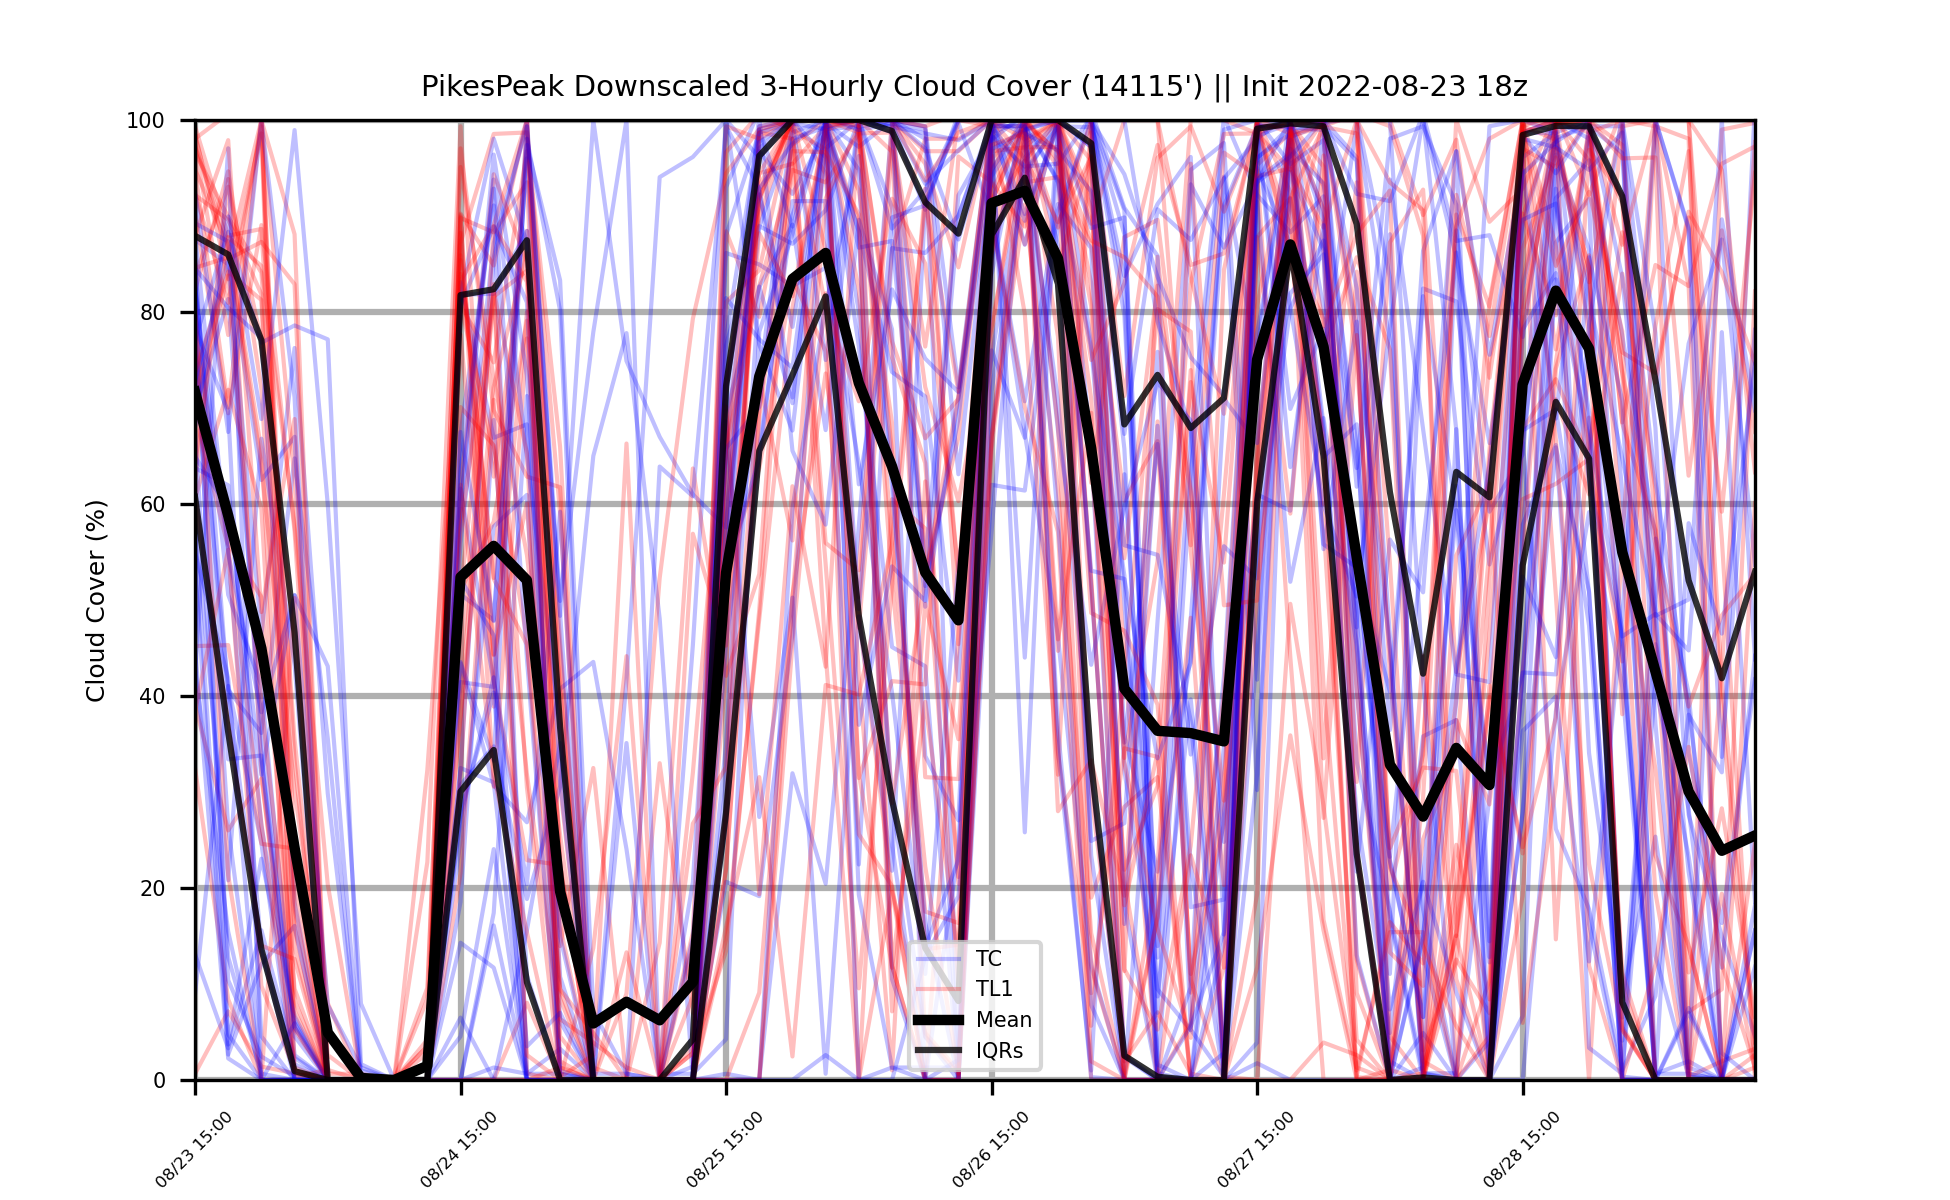 PikesPeak Downscaled 3-Hourly Cloud Cover (14115') || Init 2022-08-23 18z
Cloud Cover (%)
100
80
60
40
20
0
TC
TL1
Mean
IQRs
08/23 15:00
08/24 15:00
08/25 15:00
08/26 15:00
08/27 15:00
08/28 15:00